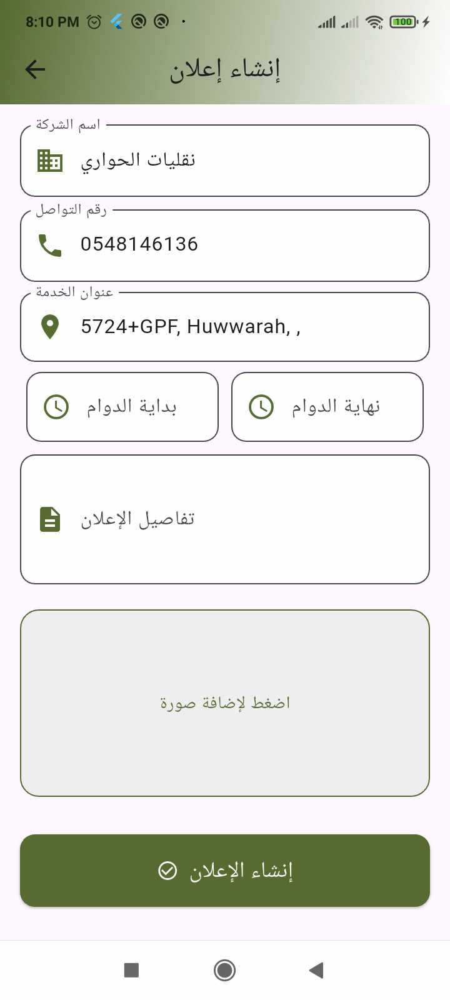 8:10 PM
100
إنشاء إعلان
اسم الشركة
نقليات الحواري
رقم التواصل
0548146136
عنوان الخدمة
5724+GPF, Huwwarah, ,
بداية الدوام
نهاية الدوام
تفاصيل الإعلان
اضغط لإضافة صورة
إنشاء الإعلان